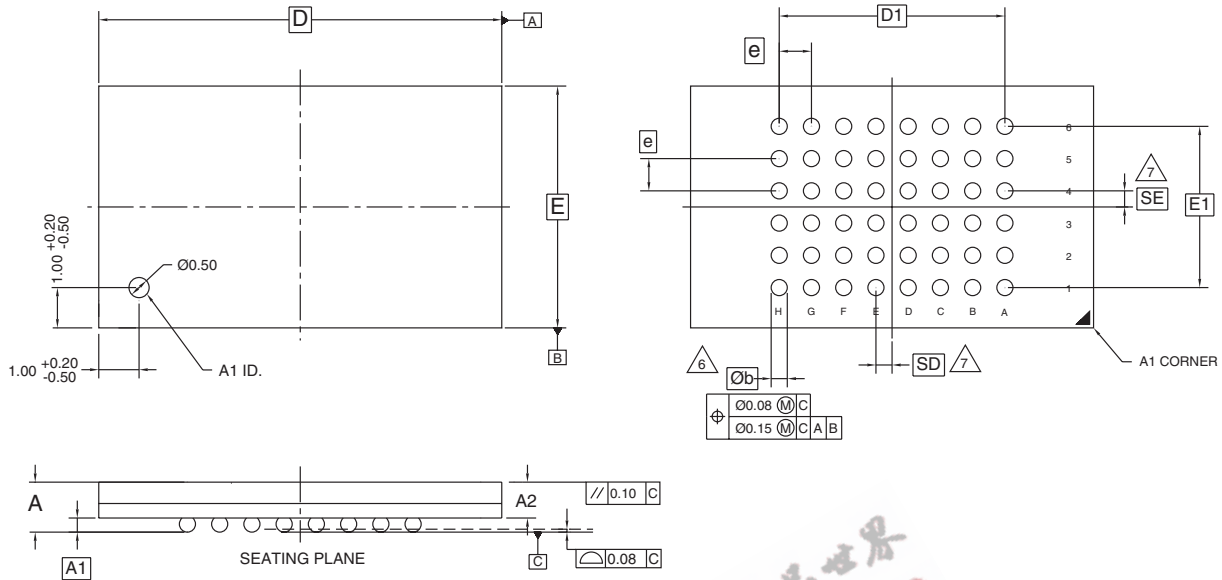 D
A
E
1.00 +0.20 -0.50
Ø0.50
B
1.00 +0.20 -0.50
A1 ID.
D1
e
e
6
5
4
3
2
1
7
SE
E1
H G F E D C B A
6
Øb
SD
7
A1 CORNER
Ø0.08 Ⓜ C
Ø0.15 Ⓜ C A B
A
A2
// 0.10 C
A1
SEATING PLANE
C
0.08 C
世界